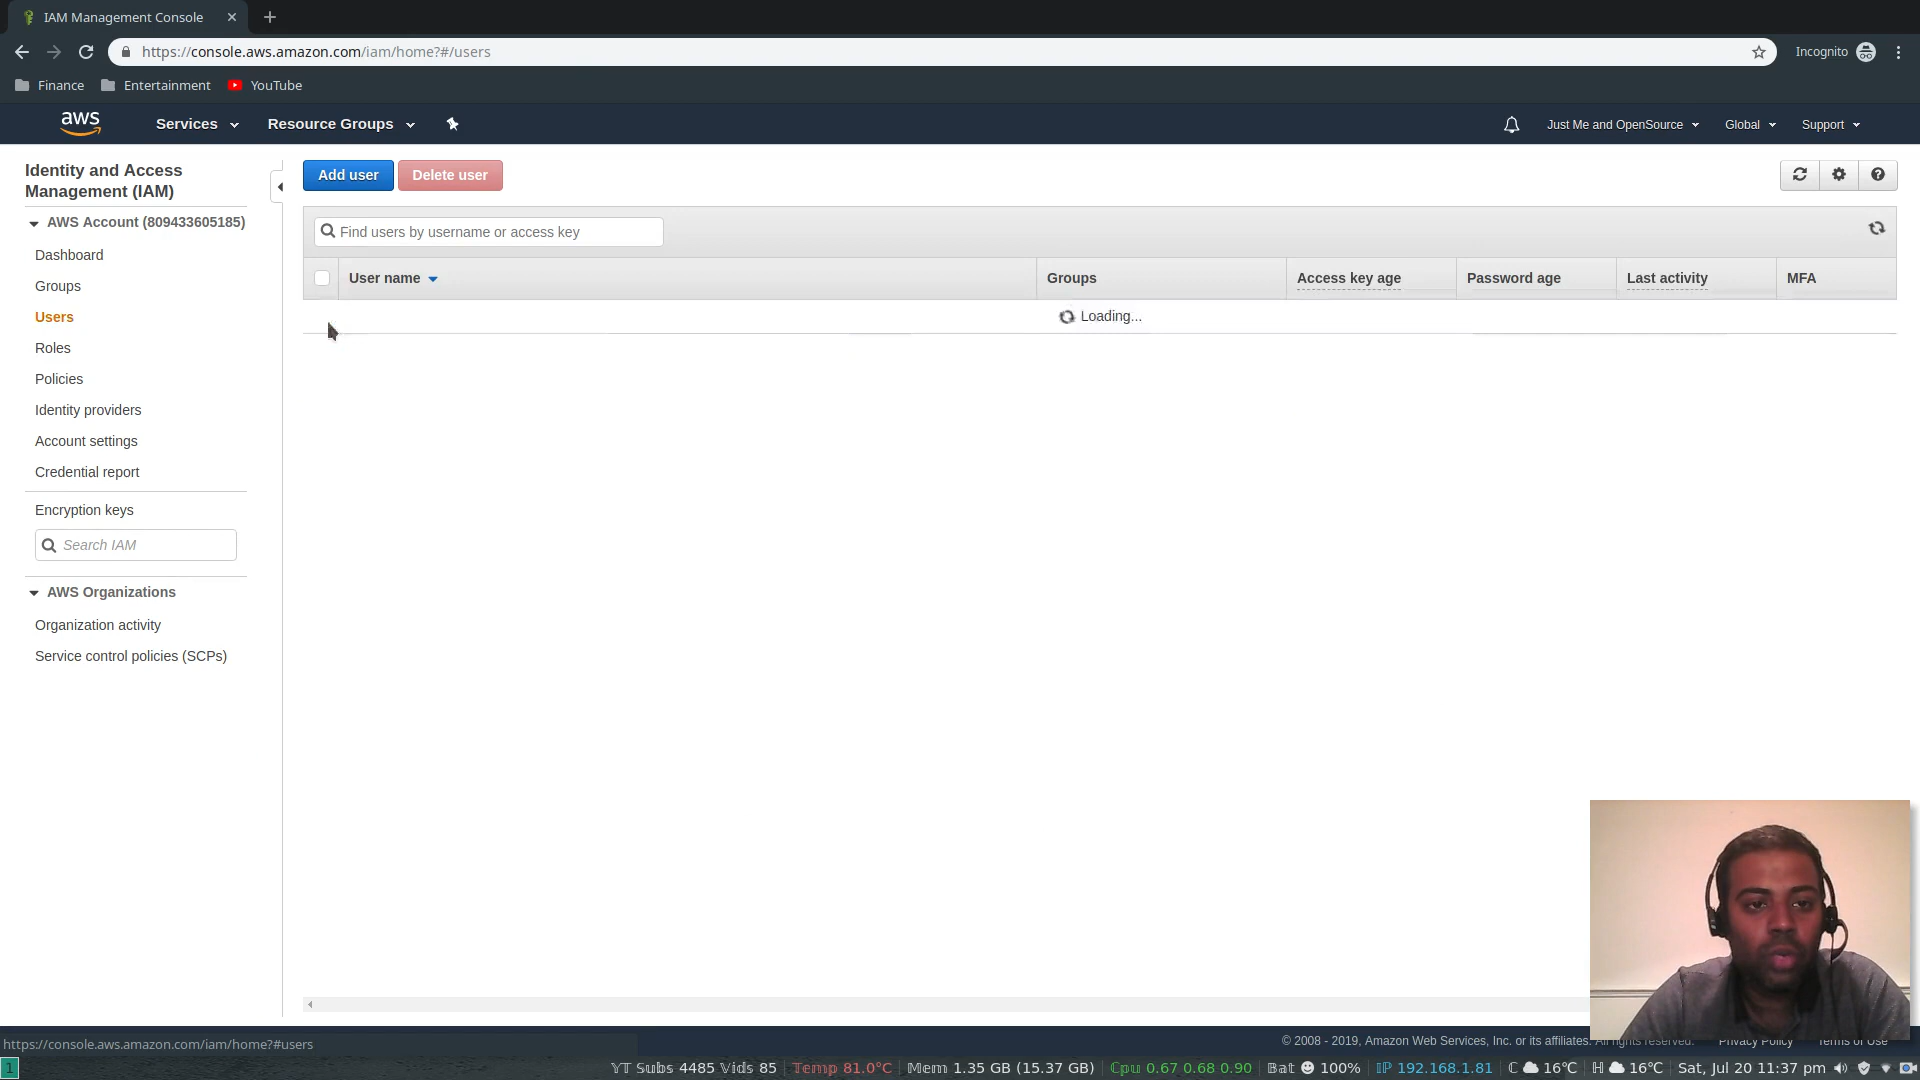 IAM Management Console
https://console.aws.amazon.com/iam/home?#/users
Incognito
Finance
Entertainment
YouTube
aws
Services
Resource Groups
Just Me and OpenSource
Global
Support
Identity and Access
Management (IAM)
AWS Account (809433605185)
Dashboard
Groups
Users
Roles
Policies
Identity providers
Account settings
Credential report
Encryption keys
Search IAM
AWS Organizations
Organization activity
Service control policies (SCPs)
Add user
Delete user
Find users by username or access key
User name
Groups
Access key age
Password age
Last activity
MFA
Loading...
https://console.aws.amazon.com/iam/home?#users
© 2008 - 2019, Amazon Web Services, Inc. or its affiliates. All rights reserved.
Privacy Policy
Terms of Use
1
YT Subs 4485 Vids 85
Temp 81.0°C
Mem 1.35 GB (15.37 GB)
Cpu 0.67 0.68 0.90
Bat 100%
IP 192.168.1.81
C 16°C
H 16°C
Sat, Jul 20 11:37 pm